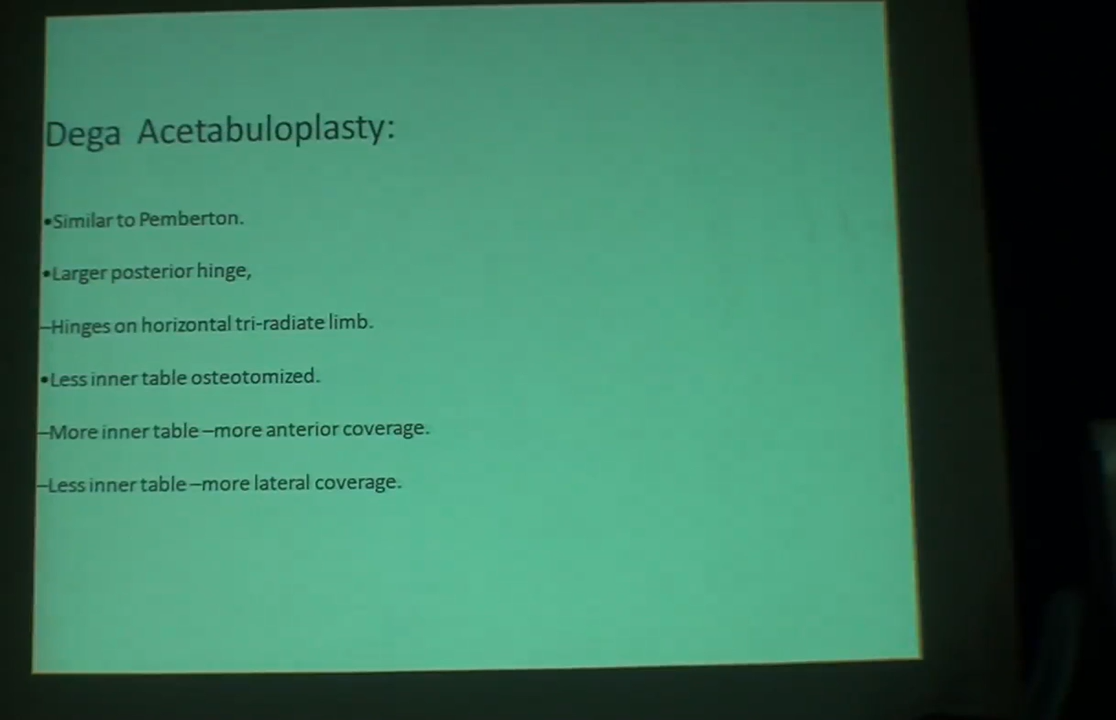 Dega Acetabuloplasty:
•Similar to Pemberton.
•Larger posterior hinge,
–Hinges on horizontal tri-radiate limb.
•Less inner table osteotomized.
–More inner table –more anterior coverage.
–Less inner table –more lateral coverage.